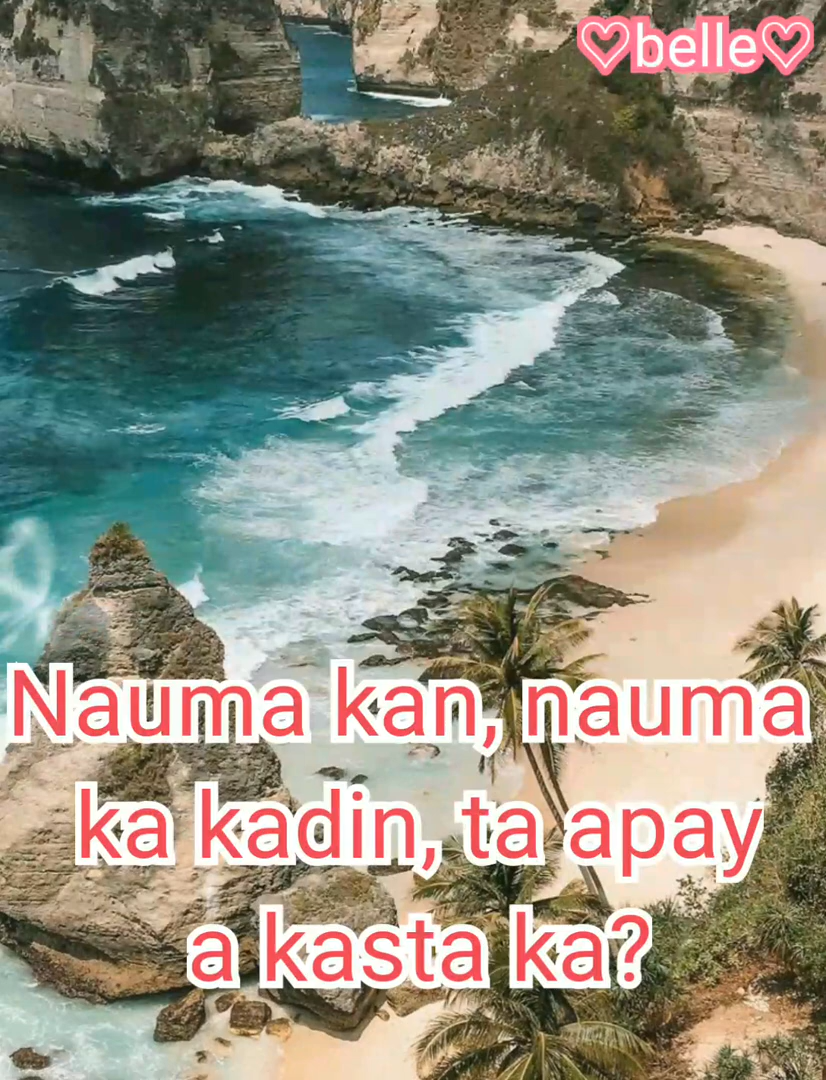 ♡belle♡
Nauma kan, nauma
ka kadin, ta apay
a kasta ka?